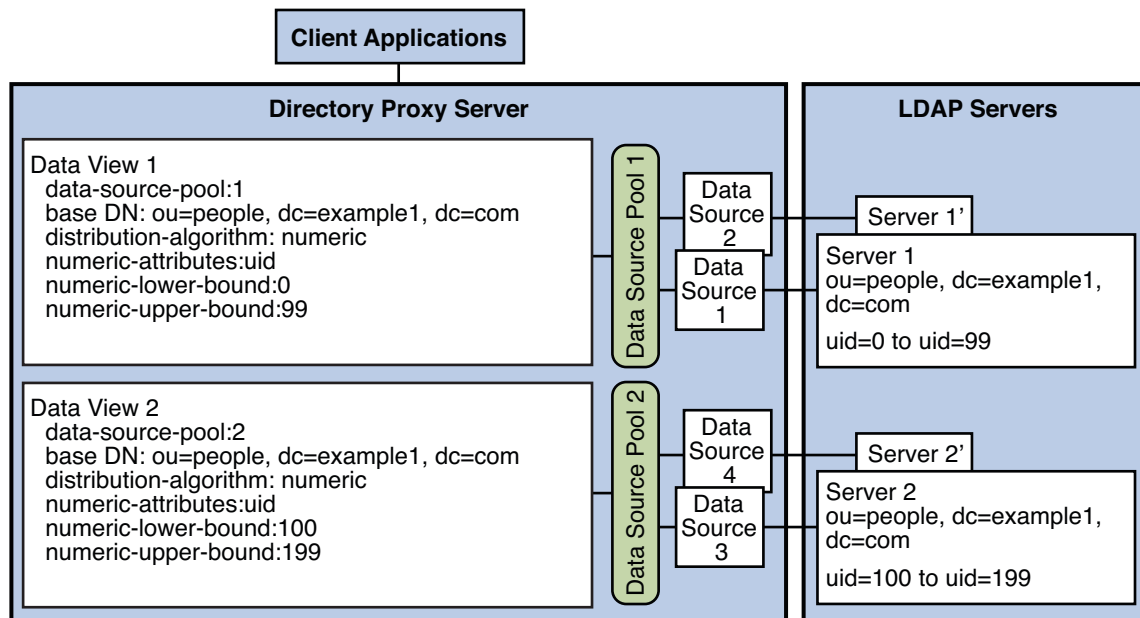 Client Applications
Directory Proxy Server
Data View 1
data-source-pool:1
base DN: ou=people, dc=example1, dc=com
distribution-algorithm: numeric
numeric-attributes:uid
numeric-lower-bound:0
numeric-upper-bound:99
Data Source Pool 1
Data
Source
2
Data
Source
1
Data View 2
data-source-pool:2
base DN: ou=people, dc=example1, dc=com
distribution-algorithm: numeric
numeric-attributes:uid
numeric-lower-bound:100
numeric-upper-bound:199
Data Source Pool 2
Data
Source
4
Data
Source
3
LDAP Servers
Server 1’
Server 1
ou=people, dc=example1,
dc=com
uid=0 to uid=99
Server 2’
Server 2
ou=people, dc=example1,
dc=com
uid=100 to uid=199